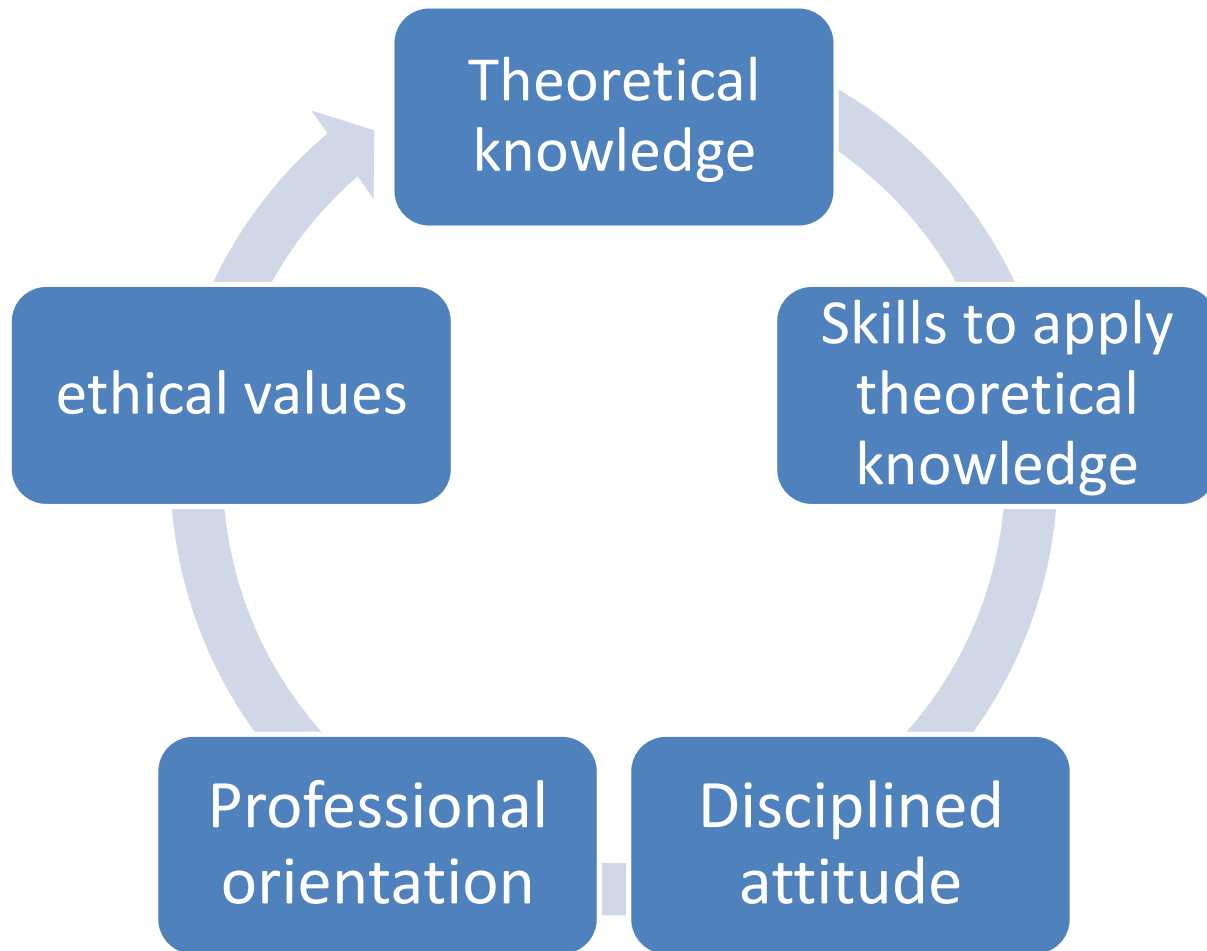 Theoretical
knowledge
Skills to apply
theoretical
knowledge
Disciplined
attitude
Professional
orientation
ethical values